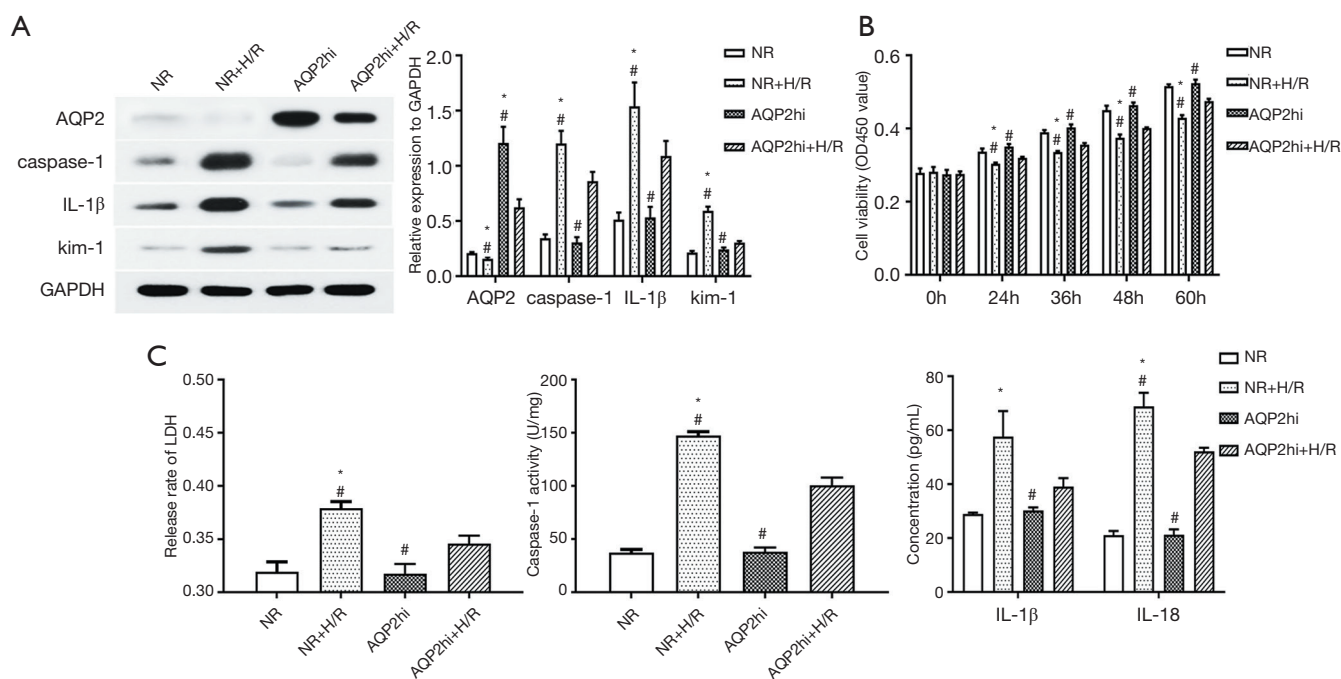 A
NR
NR+H/R
AQP2hi
AQP2hi+H/R
AQP2
caspase-1
IL-1β
kim-1
GAPDH
Relative expression to GAPDH
2.0
1.5
1.0
0.5
0.0
* # * # * # * # # * # # * # #
AQP2 caspase-1 IL-1β kim-1
NR
NR+H/R
AQP2hi
AQP2hi+H/R
B
Cell viability (OD450 value)
0.6
0.4
0.2
0.0
* # # * # # * # # * # #
0h 24h 36h 48h 60h
NR
NR+H/R
AQP2hi
AQP2hi+H/R
C
Release rate of LDH
0.50
0.45
0.40
0.35
0.30
* # #
NR NR+H/R AQP2hi AQP2hi+H/R
Caspase-1 activity (U/mg)
200
150
100
50
0
* # #
NR NR+H/R AQP2hi AQP2hi+H/R
Concentration (pg/mL)
80
60
40
20
0
* # * # #
IL-1β IL-18
NR
NR+H/R
AQP2hi
AQP2hi+H/R